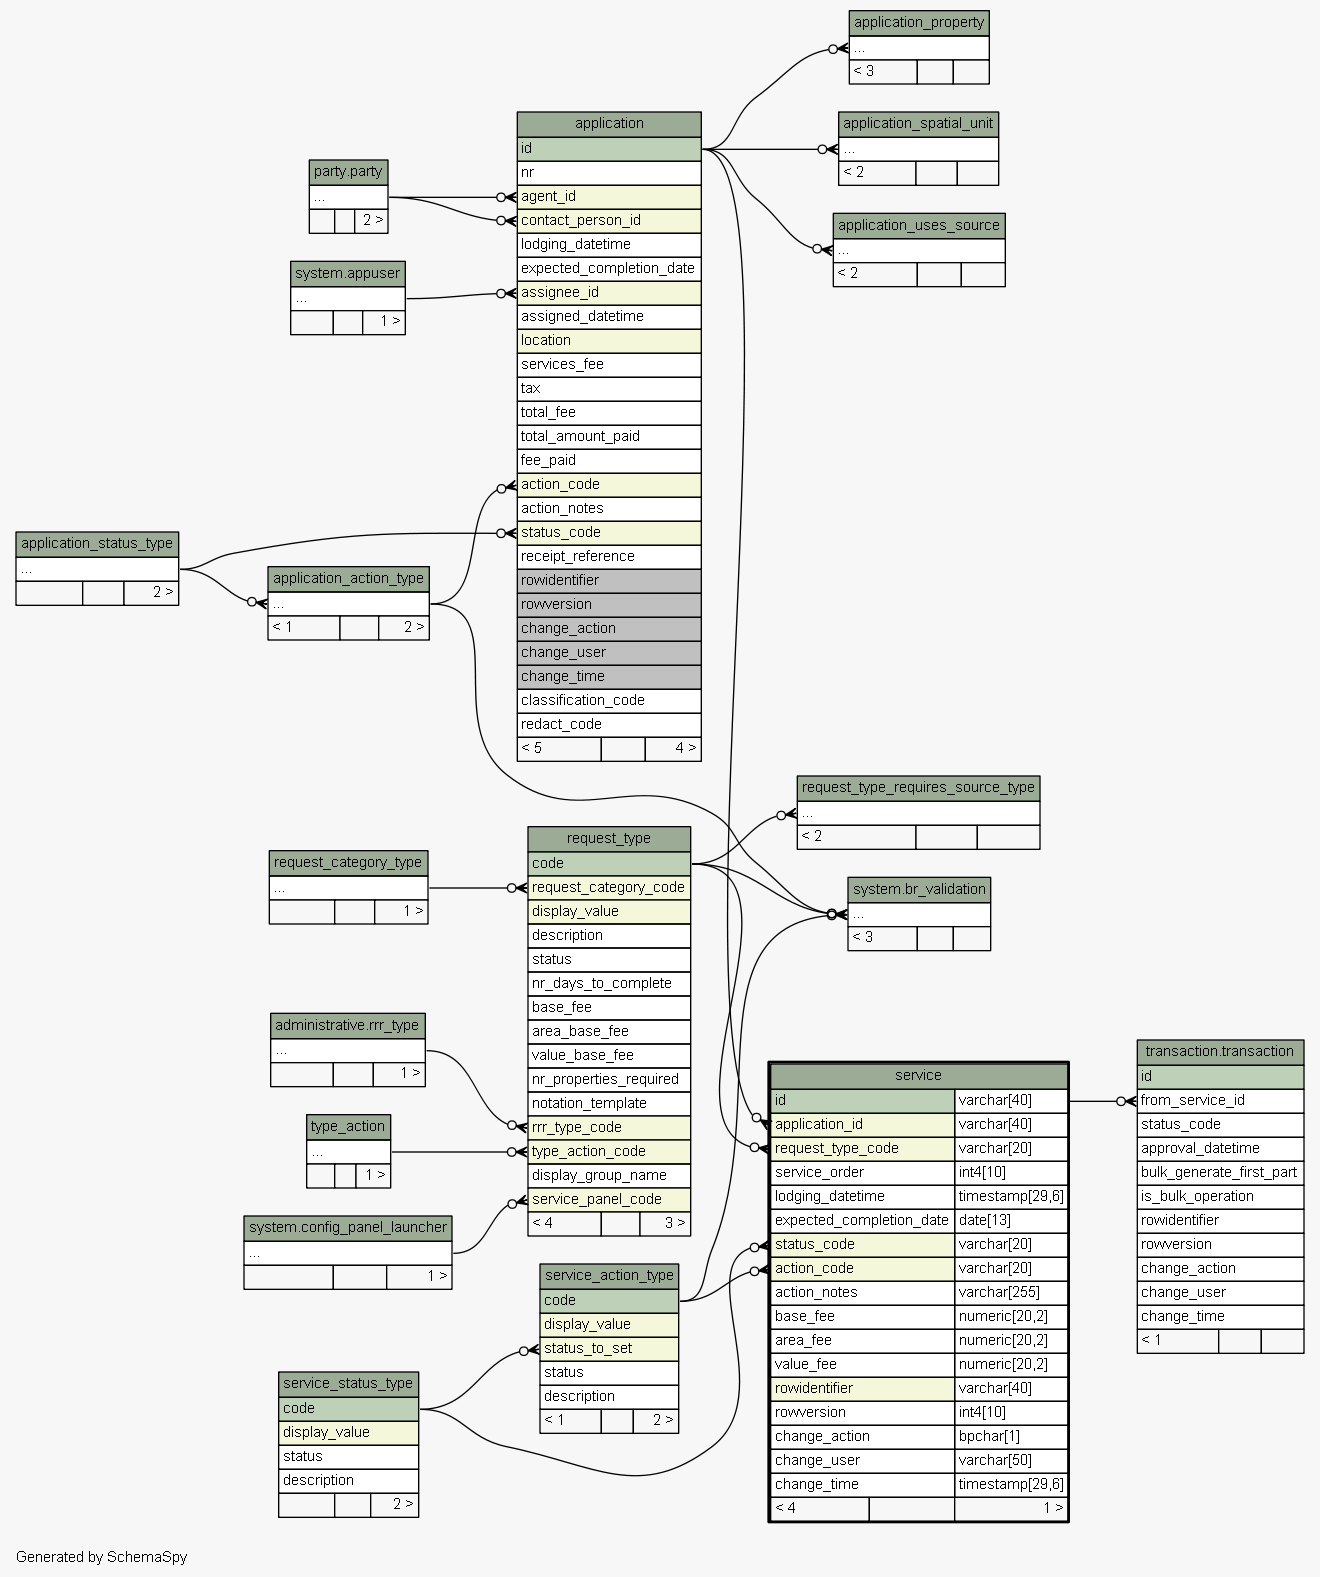 application_property
...
< 3
application_spatial_unit
...
< 2
application_uses_source
...
< 2
application
id
nr
agent_id
contact_person_id
lodging_datetime
expected_completion_date
assignee_id
assigned_datetime
location
services_fee
tax
total_fee
total_amount_paid
fee_paid
action_code
action_notes
status_code
receipt_reference
rowidentifier
rowversion
change_action
change_user
change_time
classification_code
redact_code
< 5 4 >
party.party
...
2 >
system.appuser
...
1 >
application_status_type
...
2 >
application_action_type
...
< 1 2 >
request_type_requires_source_type
...
< 2
system.br_validation
...
< 3
request_type
code
request_category_code
display_value
description
status
nr_days_to_complete
base_fee
area_base_fee
value_base_fee
nr_properties_required
notation_template
rrr_type_code
type_action_code
display_group_name
service_panel_code
< 4 3 >
request_category_type
...
1 >
administrative.rrr_type
...
1 >
type_action
...
1 >
system.config_panel_launcher
...
1 >
service_action_type
code
display_value
status_to_set
status
description
< 1 2 >
service_status_type
code
display_value
status
description
2 >
service
id varchar[40]
application_id varchar[40]
request_type_code varchar[20]
service_order int4[10]
lodging_datetime timestamp[29,6]
expected_completion_date date[13]
status_code varchar[20]
action_code varchar[20]
action_notes varchar[255]
base_fee numeric[20,2]
area_fee numeric[20,2]
value_fee numeric[20,2]
rowidentifier varchar[40]
rowversion int4[10]
change_action bpchar[1]
change_user varchar[50]
change_time timestamp[29,6]
< 4 1 >
transaction.transaction
id
from_service_id
status_code
approval_datetime
bulk_generate_first_part
is_bulk_operation
rowidentifier
rowversion
change_action
change_user
change_time
< 1
Generated by SchemaSpy